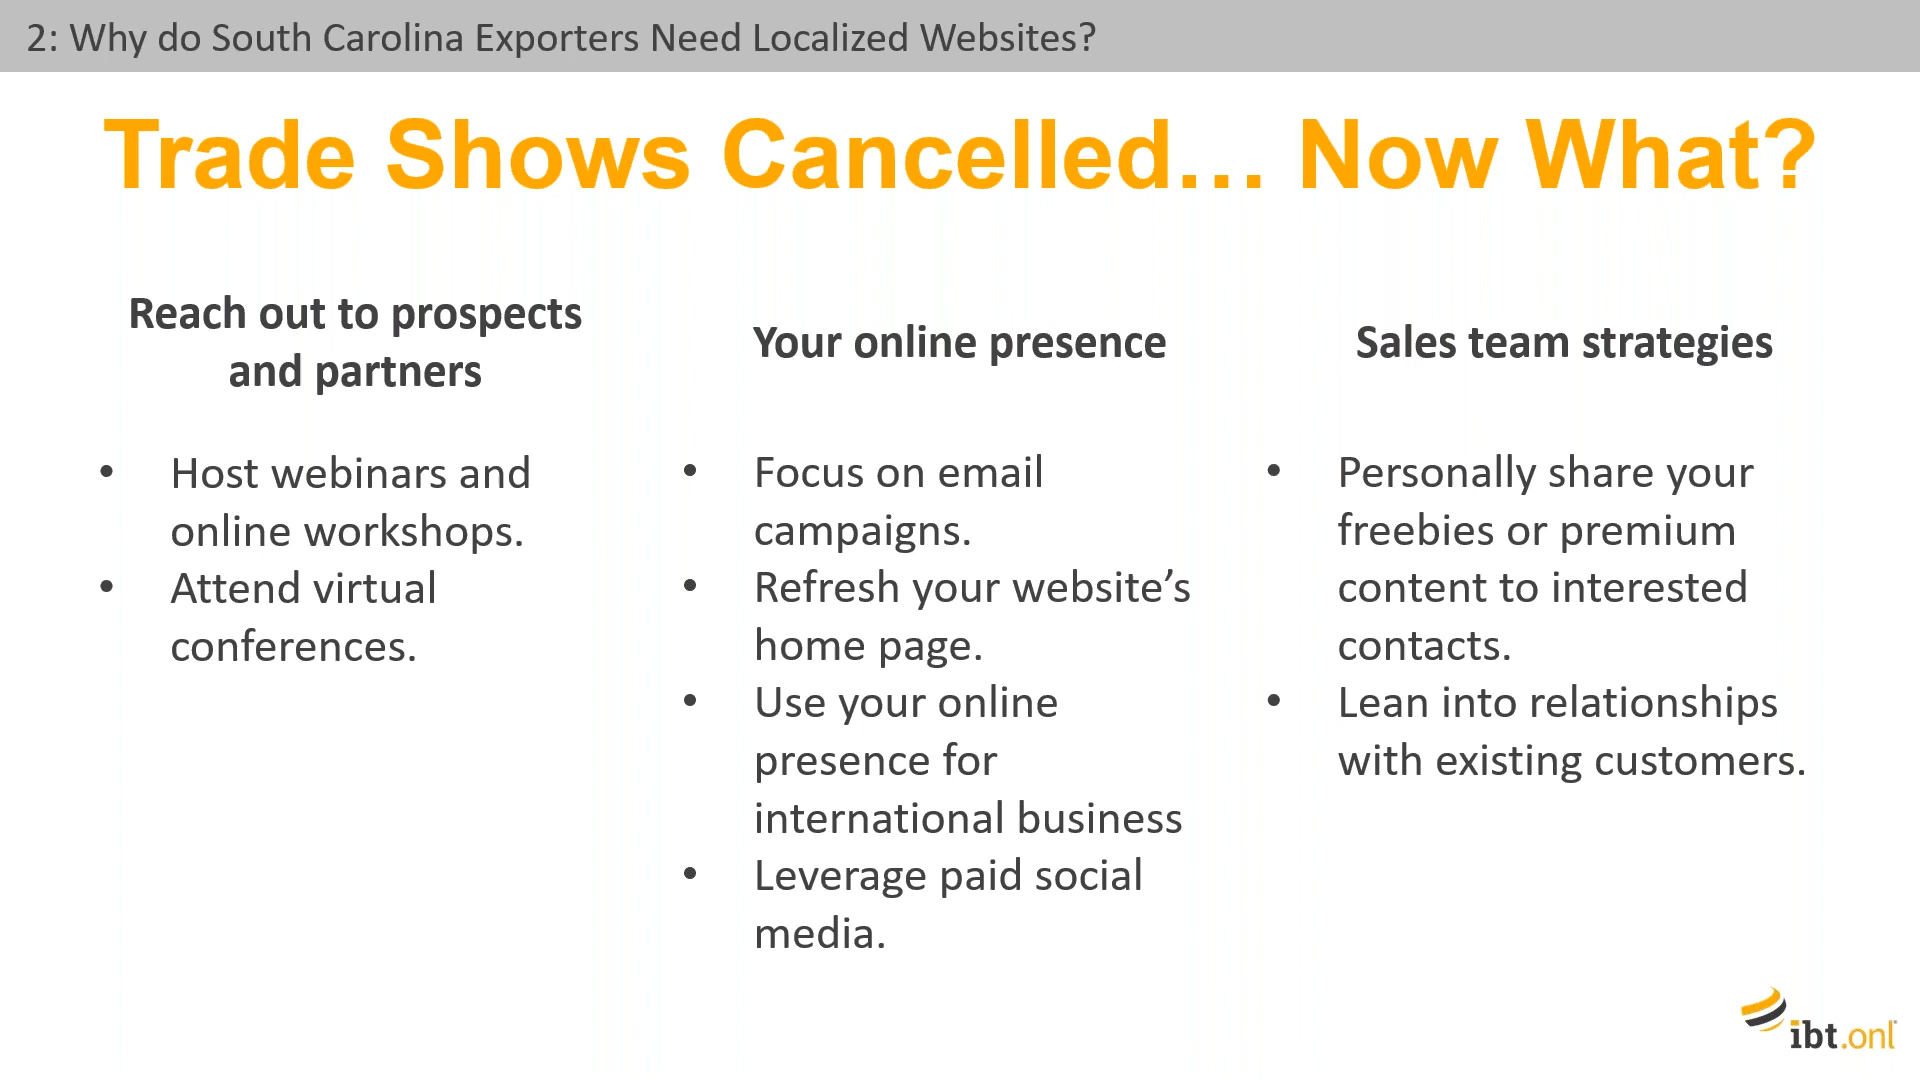 2: Why do South Carolina Exporters Need Localized Websites?
Trade Shows Cancelled... Now What?
Reach out to prospects
and partners
• Host webinars and
online workshops.
• Attend virtual
conferences.
Your online presence
• Focus on email
campaigns.
• Refresh your website’s
home page.
• Use your online
presence for
international business
• Leverage paid social
media.
Sales team strategies
• Personally share your
freebies or premium
content to interested
contacts.
• Lean into relationships
with existing customers.
ibt.onl